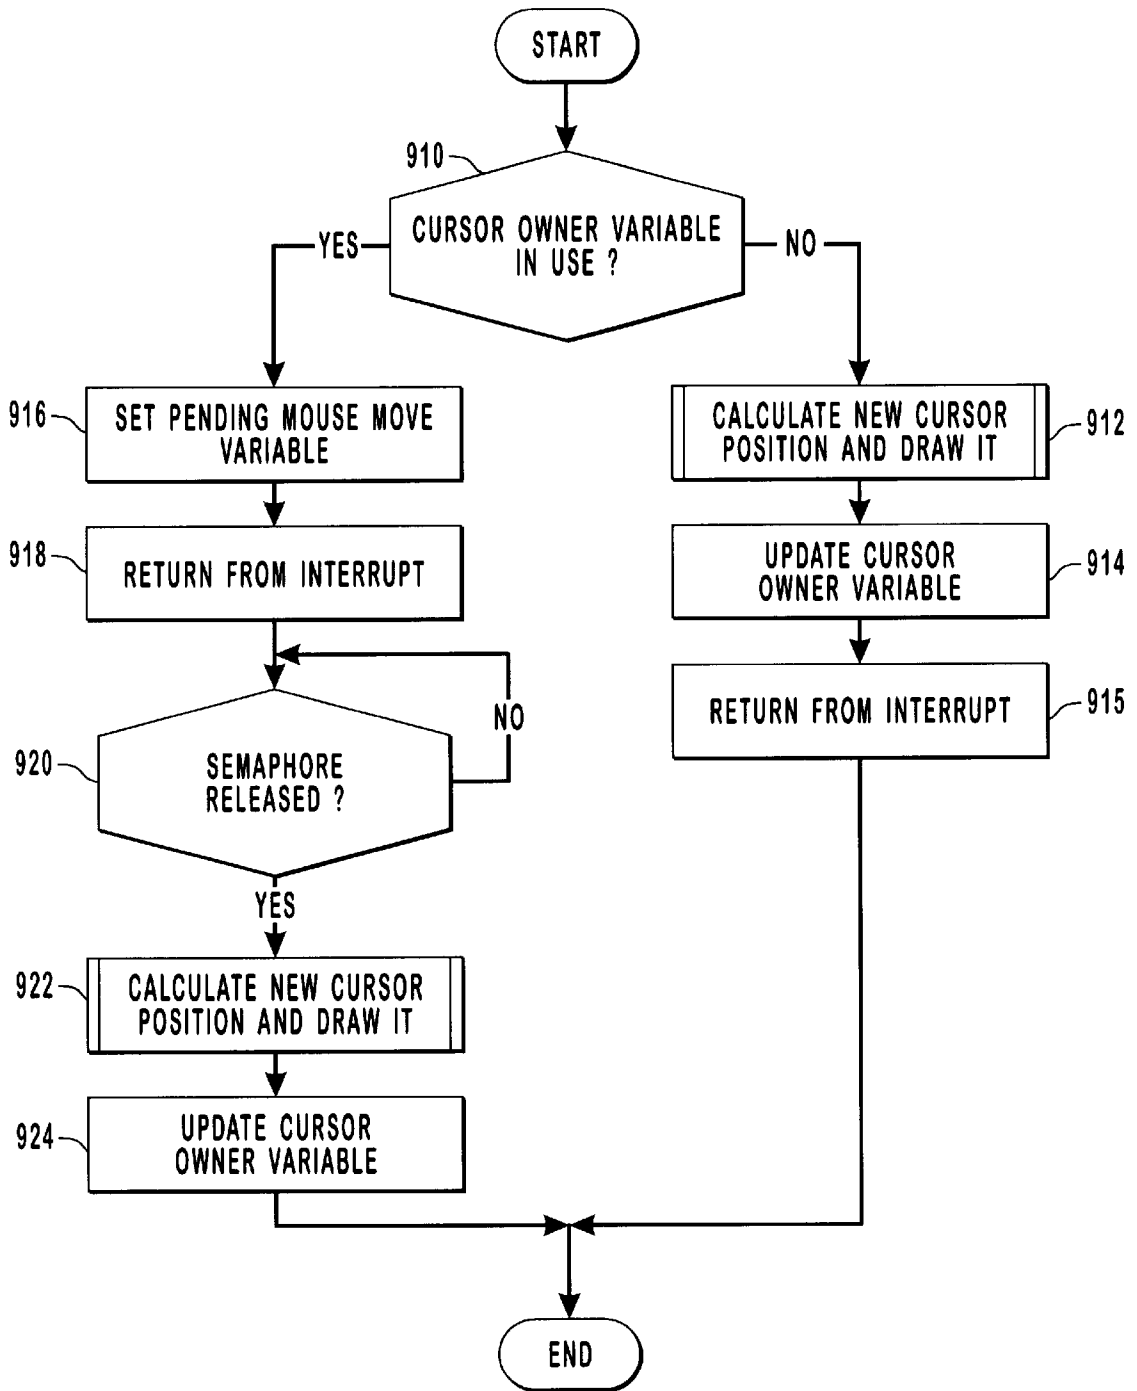 START
910
CURSOR OWNER VARIABLE
IN USE ?
YES
NO
916
SET PENDING MOUSE MOVE
VARIABLE
CALCULATE NEW CURSOR
POSITION AND DRAW IT
912
918
RETURN FROM INTERRUPT
UPDATE CURSOR
OWNER VARIABLE
914
NO
RETURN FROM INTERRUPT
915
920
SEMAPHORE
RELEASED ?
YES
922
CALCULATE NEW CURSOR
POSITION AND DRAW IT
924
UPDATE CURSOR
OWNER VARIABLE
END